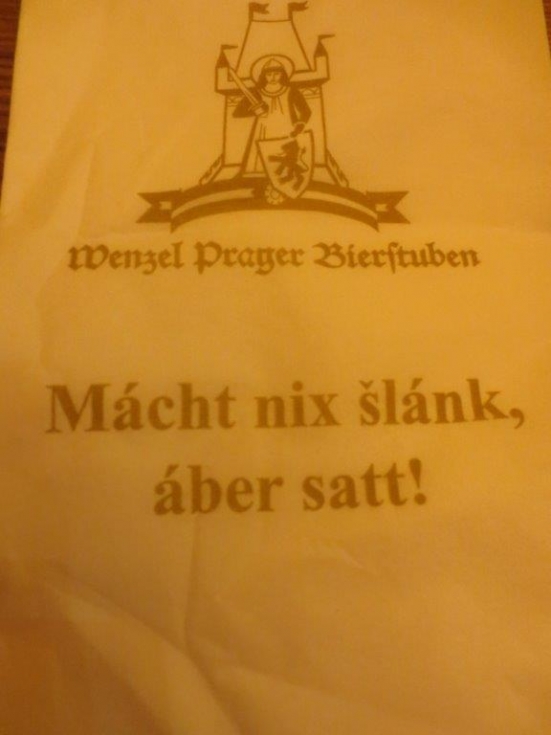 Wenzel Prager Bierſtuben
Mácht nix šlánk,
áber satt!